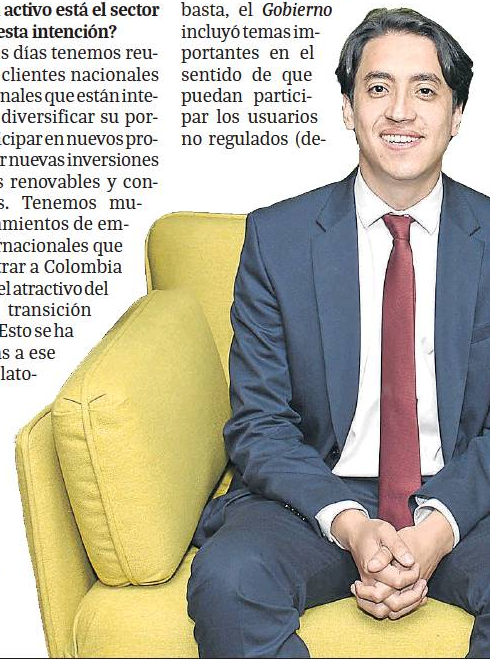 activo está el sector
esta intención?
s días tenemos reu-
clientes nacionales
nales que están inte-
diversificar su por-
icipar en nuevos pro-
r nuevas inversiones
s renovables y con-
s. Tenemos mu-
amientos de em-
rnacionales que
trar a Colombia
el atractivo del
transición
Esto se ha
as a ese
lato-
basta, el Gobierno
incluyó temas im-
portantes en el
sentido de que
puedan partici-
par los usuarios
no regulados (de-